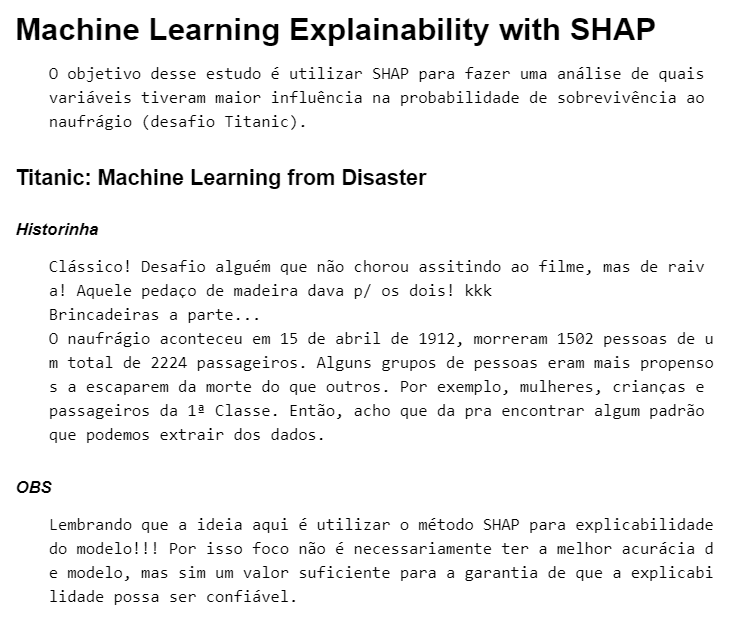 Machine Learning Explainability with SHAP
O objetivo desse estudo é utilizar SHAP para fazer uma análise de quais
variáveis tiveram maior influência na probabilidade de sobrevivência ao
naufrágio (desafio Titanic).
Titanic: Machine Learning from Disaster
Historinha
Clássico! Desafio alguém que não chorou assitindo ao filme, mas de raiv
a! Aquele pedaço de madeira dava p/ os dois! kkk
Brincadeiras a parte...
O naufrágio aconteceu em 15 de abril de 1912, morreram 1502 pessoas de u
m total de 2224 passageiros. Alguns grupos de pessoas eram mais propenso
s a escaparem da morte do que outros. Por exemplo, mulheres, crianças e
passageiros da 1ª Classe. Então, acho que da pra encontrar algum padrão
que podemos extrair dos dados.
OBS
Lembrando que a ideia aqui é utilizar o método SHAP para explicabilidade
do modelo!!! Por isso foco não é necessariamente ter a melhor acurácia d
e modelo, mas sim um valor suficiente para a garantia de que a explicabi
lidade possa ser confiável.